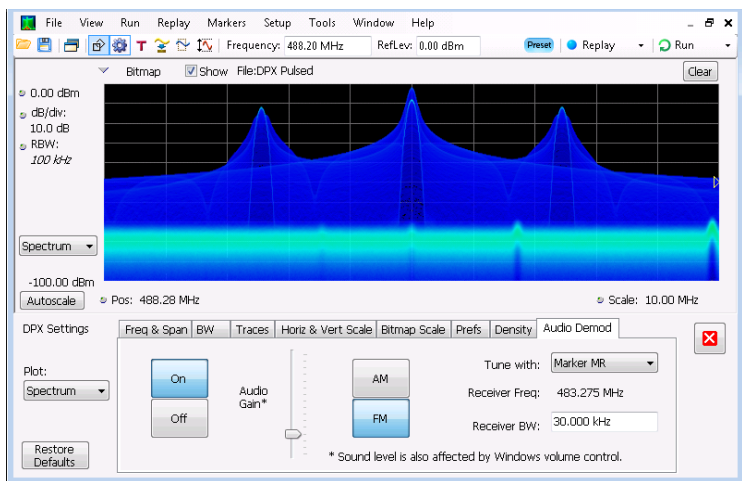 File View Run Replay Markers Setup Tools Window Help
T Frequency: 488.20 MHz RefLev: 0.00 dBm Preset Replay Run
Bitmap Show File:DPX Pulsed Clear
0.00 dBm
dB/div:
10.0 dB
RBW:
100 kHz
Spectrum
-100.00 dBm
Autoscale Pos: 488.28 MHz Scale: 10.00 MHz
DPX Settings Freq & Span BW Traces Horiz & Vert Scale Bitmap Scale Prefs Density Audio Demod
Plot:
Spectrum
Restore
Defaults
On
Off
Audio
Gain*
AM
FM
Tune with: Marker MR
Receiver Freq: 483.275 MHz
Receiver BW: 30.000 kHz
* Sound level is also affected by Windows volume control.